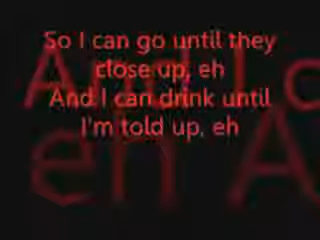 So I can go until they
close up, eh
And I can drink until
I'm told up, eh